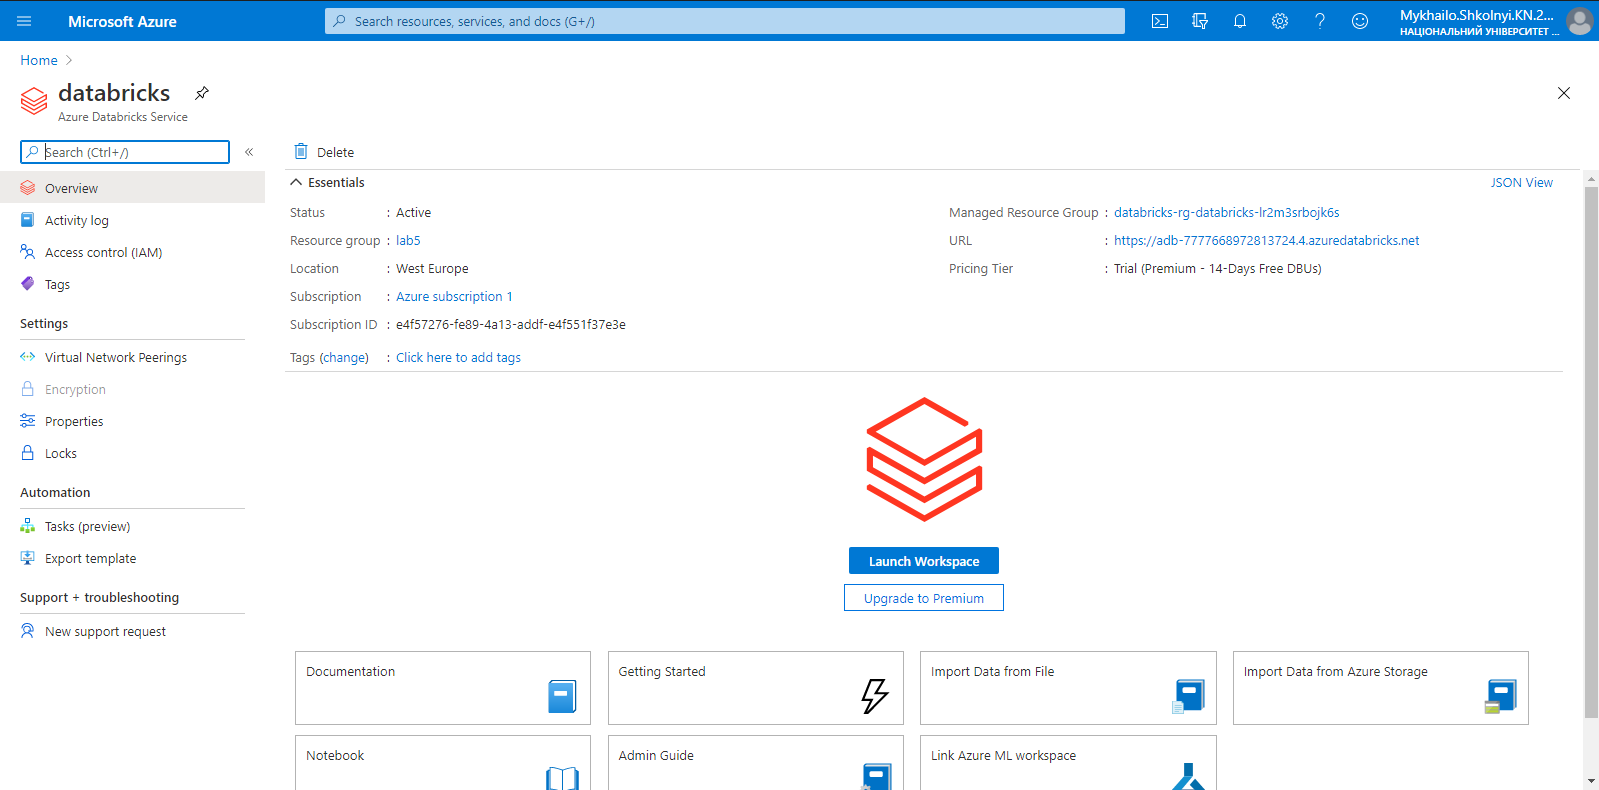 Microsoft Azure
Search resources, services, and docs (G+/)
Mykhailo.Shkolnyi.KN.2...
НАЦІОНАЛЬНИЙ УНІВЕРСИТЕТ ...
Home
databricks
Azure Databricks Service
Search (Ctrl+/)
«
Overview
Activity log
Access control (IAM)
Tags
Settings
Virtual Network Peerings
Encryption
Properties
Locks
Automation
Tasks (preview)
Export template
Support + troubleshooting
New support request
Delete
Essentials
JSON View
Status : Active
Resource group : lab5
Location : West Europe
Subscription : Azure subscription 1
Subscription ID : e4f57276-fe89-4a13-addf-e4f551f37e3e
Tags (change) : Click here to add tags
Managed Resource Group : databricks-rg-databricks-lr2m3srbojk6s
URL : https://adb-7777668972813724.4.azuredatabricks.net
Pricing Tier : Trial (Premium - 14-Days Free DBUs)
Launch Workspace
Upgrade to Premium
Documentation
Getting Started
Import Data from File
Import Data from Azure Storage
Notebook
Admin Guide
Link Azure ML workspace